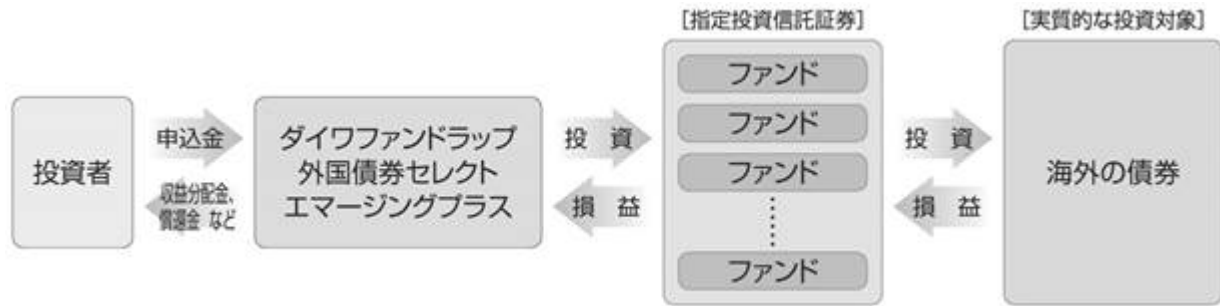 [指定投資信託証券]
[実質的な投資対象]
投資者
申込金
収益分配金、
償還金 など
ダイワファンドラップ
外国債券セレクト
エマージングプラス
投 資
損 益
ファンド
ファンド
ファンド
ファンド
投 資
損 益
海外の債券